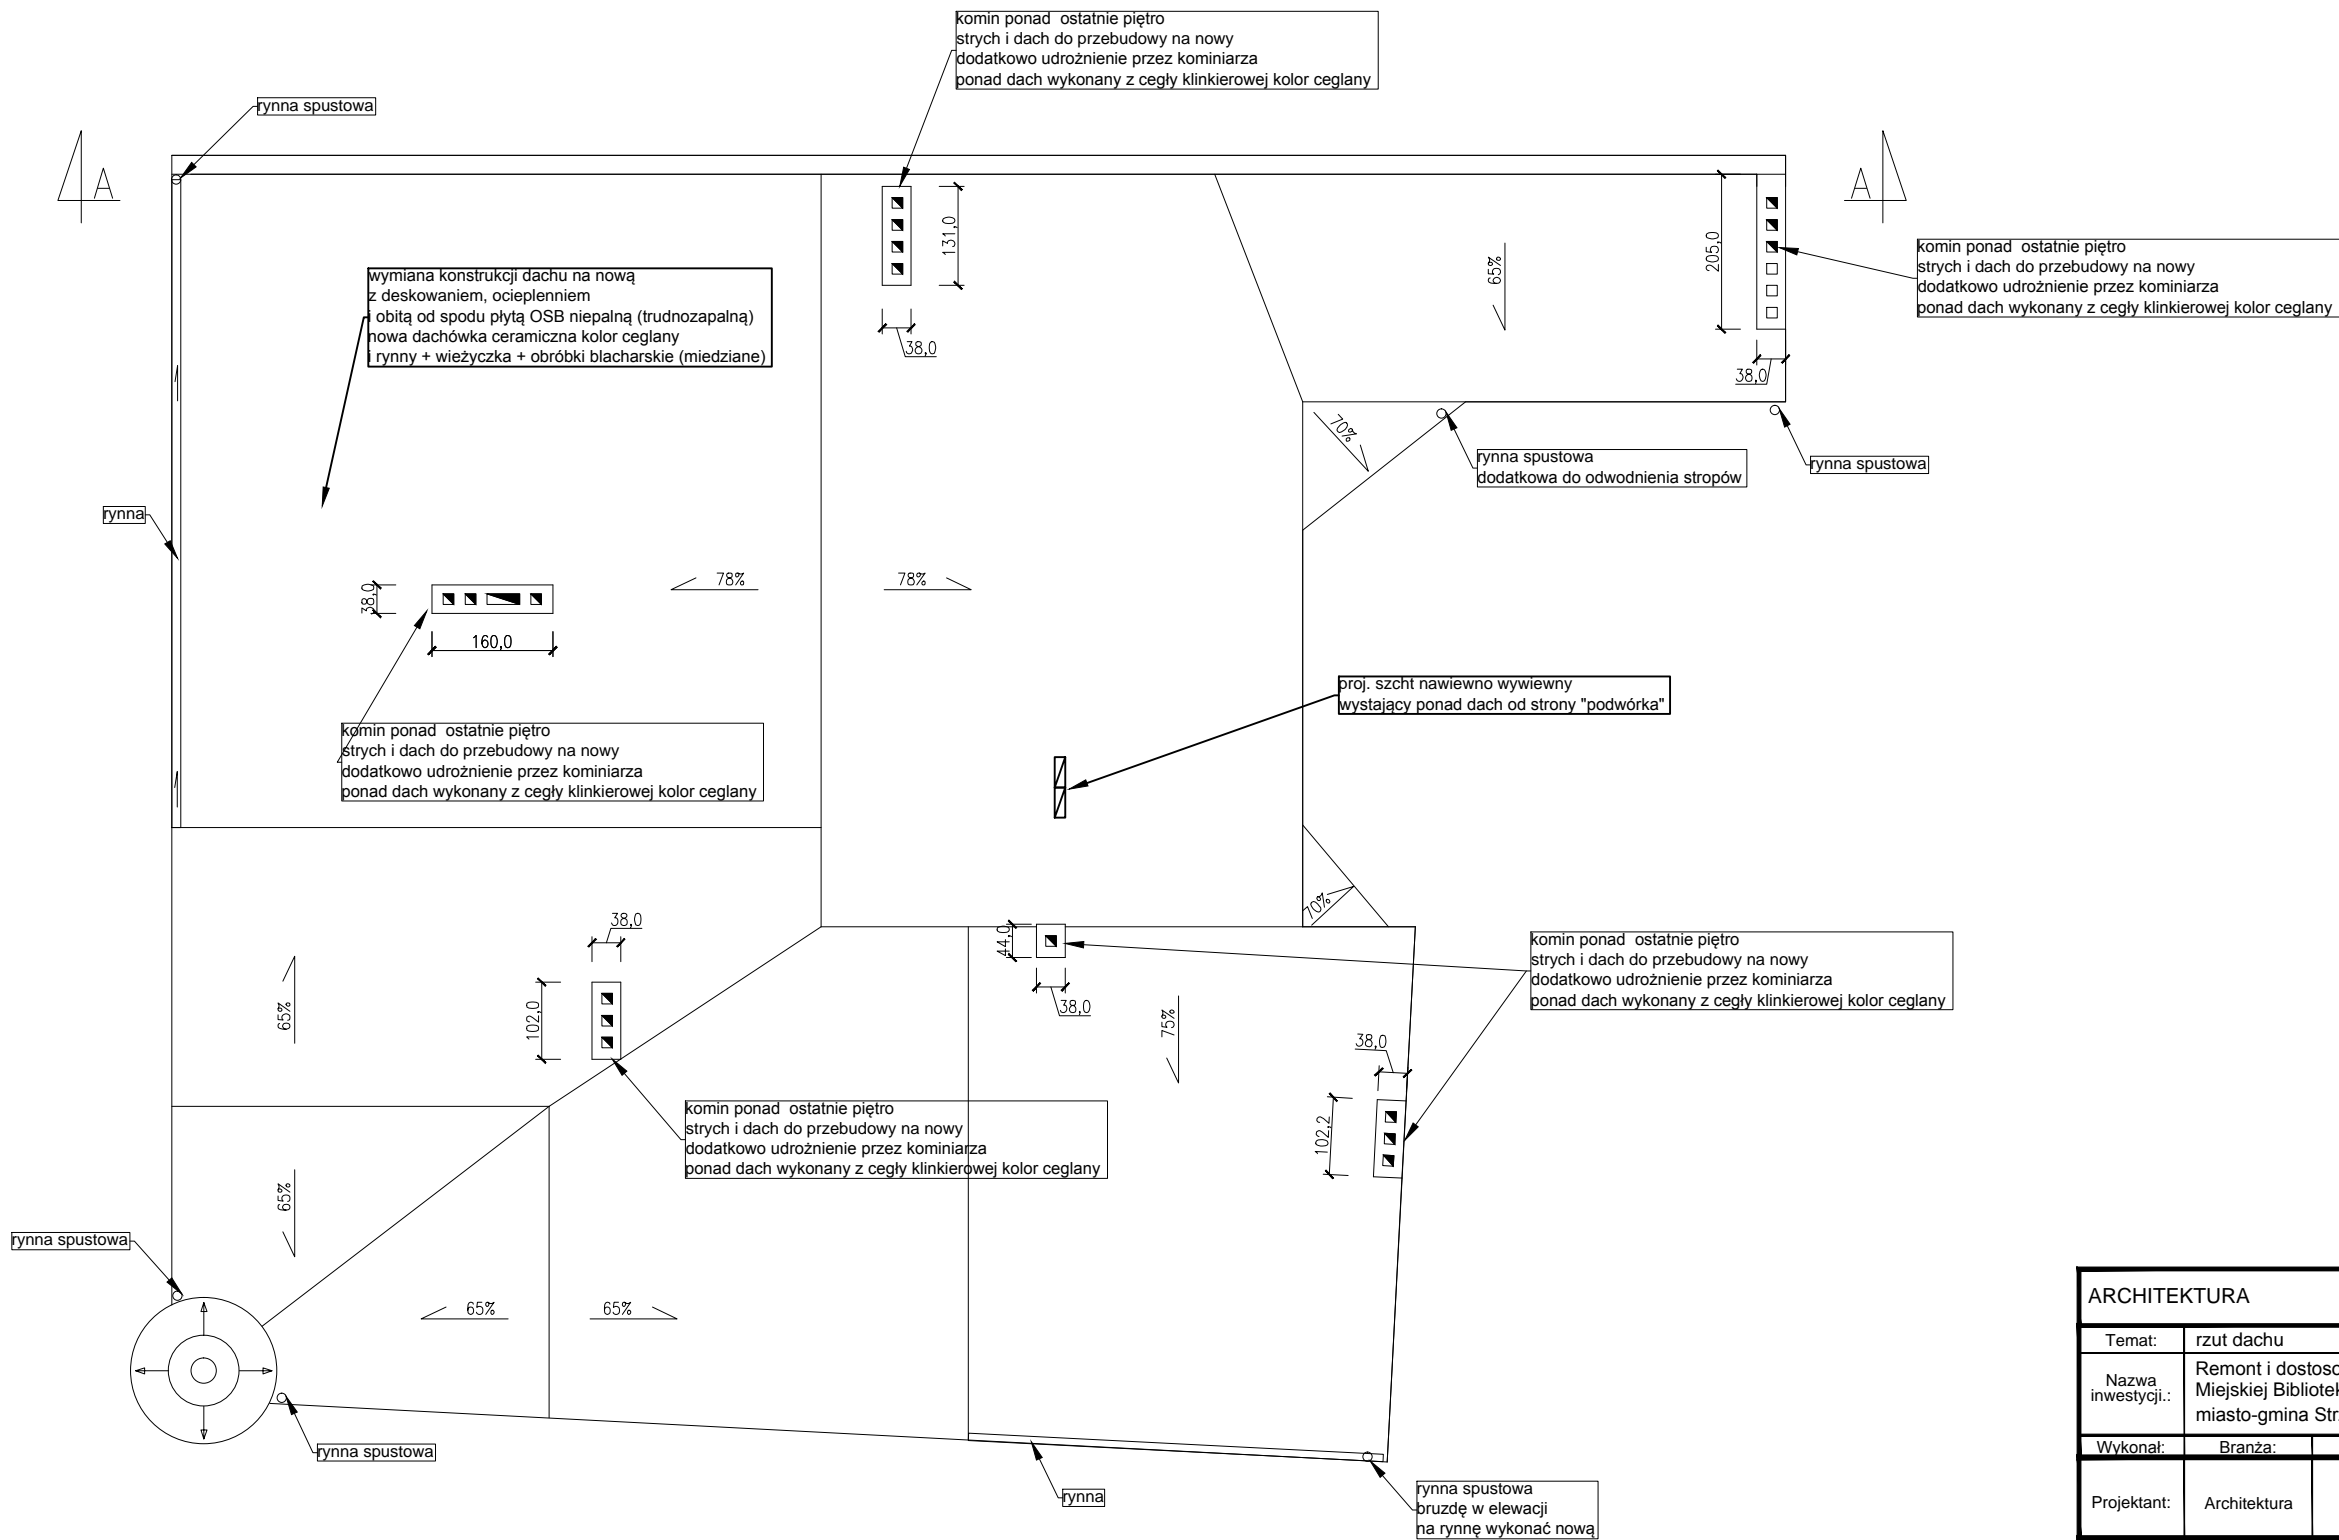 komin ponad  ostatnie piętro
strych i dach do przebudowy na nowy
dodatkowo udrożnienie przez kominiarza
ponad dach wykonany z cegły klinkierowej kolor ceglany
rynna spustowa
A
A
131,0
38,0
205,0
38,0
65%
komin ponad  ostatnie piętro
strych i dach do przebudowy na nowy
dodatkowo udrożnienie przez kominiarza
ponad dach wykonany z cegły klinkierowej kolor ceglany
wymiana konstrukcji dachu na nową
z deskowaniem, ociepleniem
i obitą od spodu płytą OSB niepalną (trudnozapalną)
nowa dachówka ceramiczna kolor ceglany
i rynny + wieżyczka + obróbki blacharskie (miedziane)
70%
rynna spustowa
dodatkowa do odwodnienia stropów
rynna spustowa
rynna
38,0
160,0
78%
78%
proj. szcht nawiewno wywiewny
wystający ponad dach od strony "podwórka"
komin ponad  ostatnie piętro
strych i dach do przebudowy na nowy
dodatkowo udrożnienie przez kominiarza
ponad dach wykonany z cegły klinkierowej kolor ceglany
70%
38,0
102,0
65%
44,0
38,0
75%
komin ponad  ostatnie piętro
strych i dach do przebudowy na nowy
dodatkowo udrożnienie przez kominiarza
ponad dach wykonany z cegły klinkierowej kolor ceglany
38,0
102,2
komin ponad  ostatnie piętro
strych i dach do przebudowy na nowy
dodatkowo udrożnienie przez kominiarza
ponad dach wykonany z cegły klinkierowej kolor ceglany
65%
rynna spustowa
65%
65%
rynna spustowa
rynna
rynna spustowa
bruzdę w elewacji
na rynnę wykonać nową
ARCHITEKTURA
Temat:
rzut dachu
Nazwa
inwestycji.:
Remont i dostoso
Miejskiej Bibliotek
miasto-gmina Str
Wykonał:
Branża:
Projektant:
Architektura